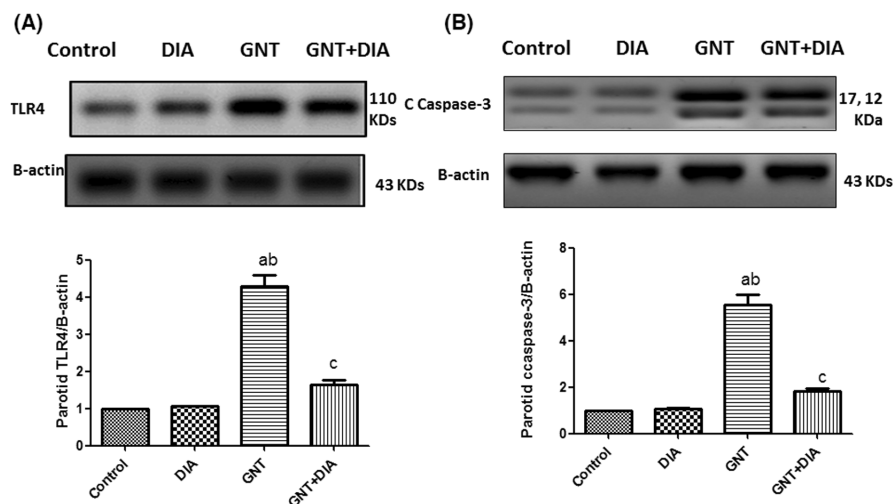 (A)
Control DIA GNT GNT+DIA
TLR4
110
KDs
B-actin
43 KDs
Parotid TLR4/B-actin
5
4
3
2
1
0
ab
c
Control
DIA
GNT
GNT+DIA
(B)
Control DIA GNT GNT+DIA
C Caspase-3
17, 12
KDa
B-actin
43 KDs
Parotid ccaspase-3/B-actin
8
6
4
2
0
ab
c
Control
DIA
GNT
GNT+DIA